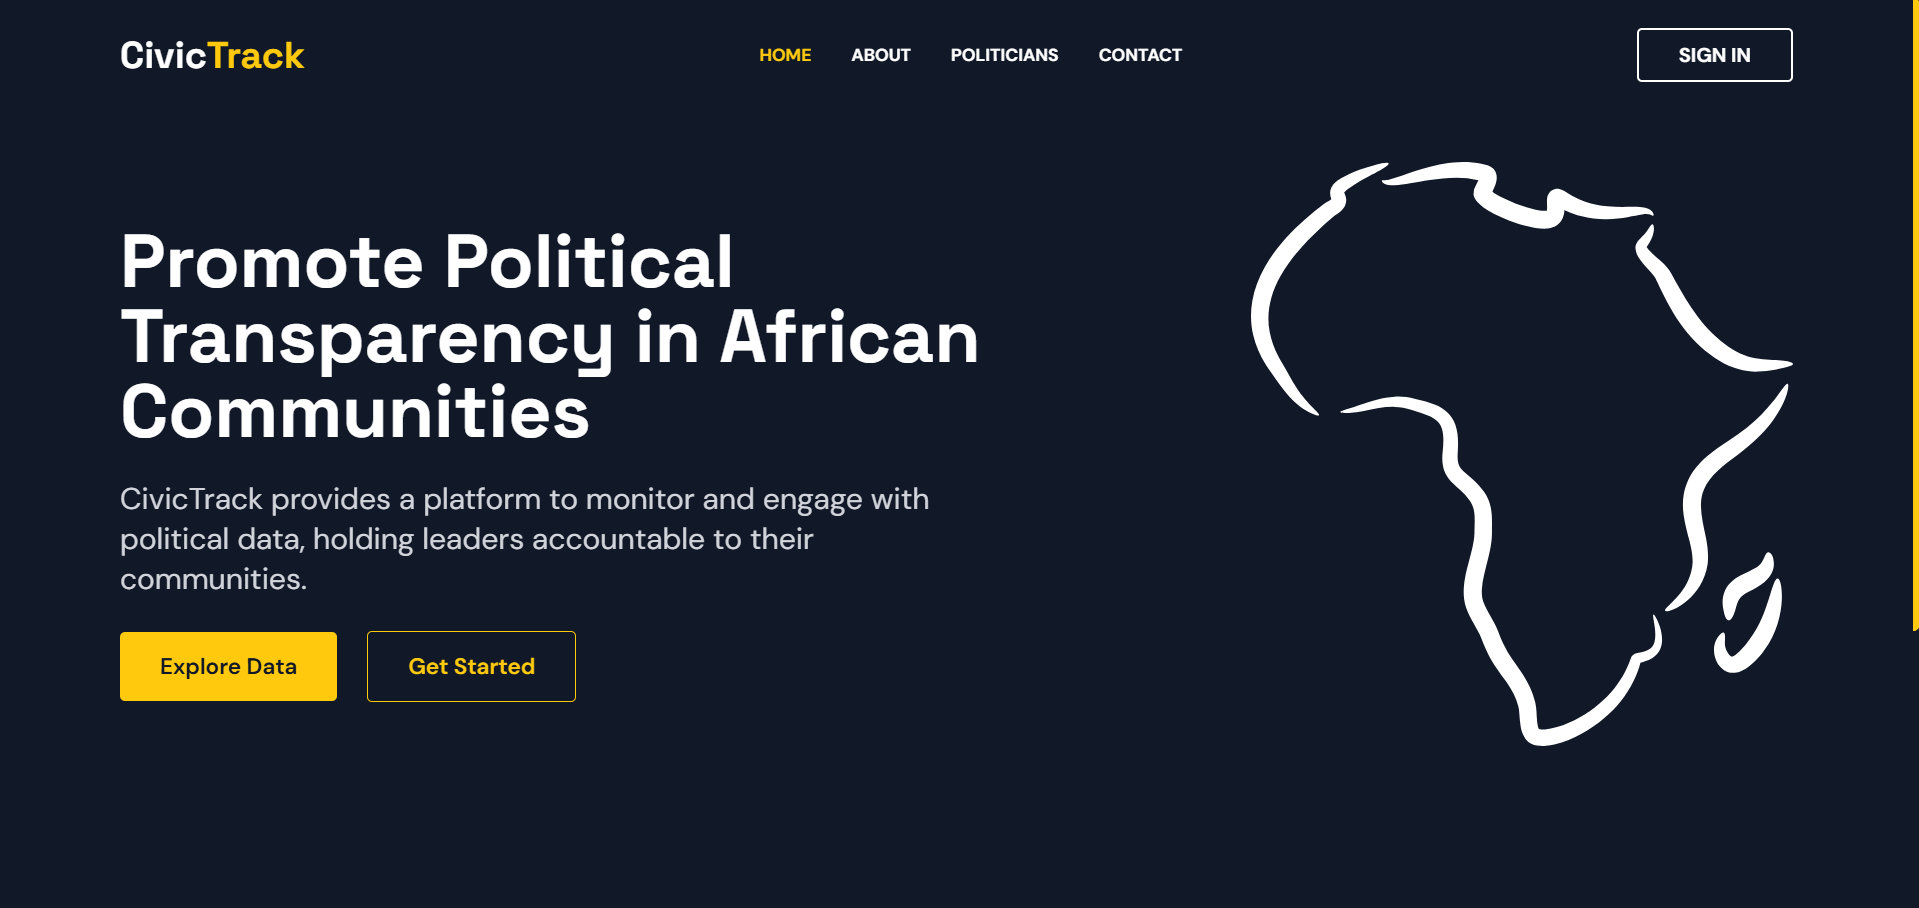 CivicTrack
HOME
ABOUT
POLITICIANS
CONTACT
SIGN IN
Promote Political
Transparency in African
Communities
CivicTrack provides a platform to monitor and engage with
political data, holding leaders accountable to their
communities.
Explore Data
Get Started